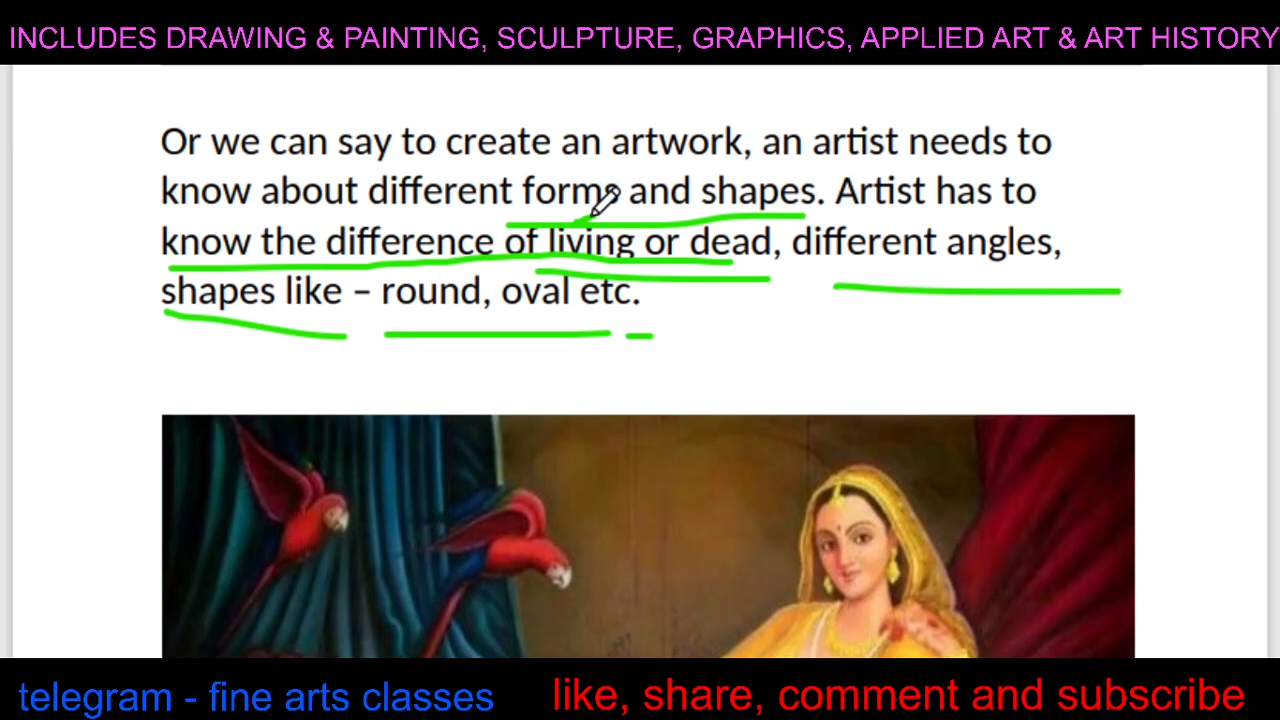 INCLUDES DRAWING & PAINTING, SCULPTURE, GRAPHICS, APPLIED ART & ART HISTORY
Or we can say to create an artwork, an artist needs to
know about different forms and shapes. Artist has to
know the difference of living or dead, different angles,
shapes like – round, oval etc.
telegram - fine arts classes
like, share, comment and subscribe